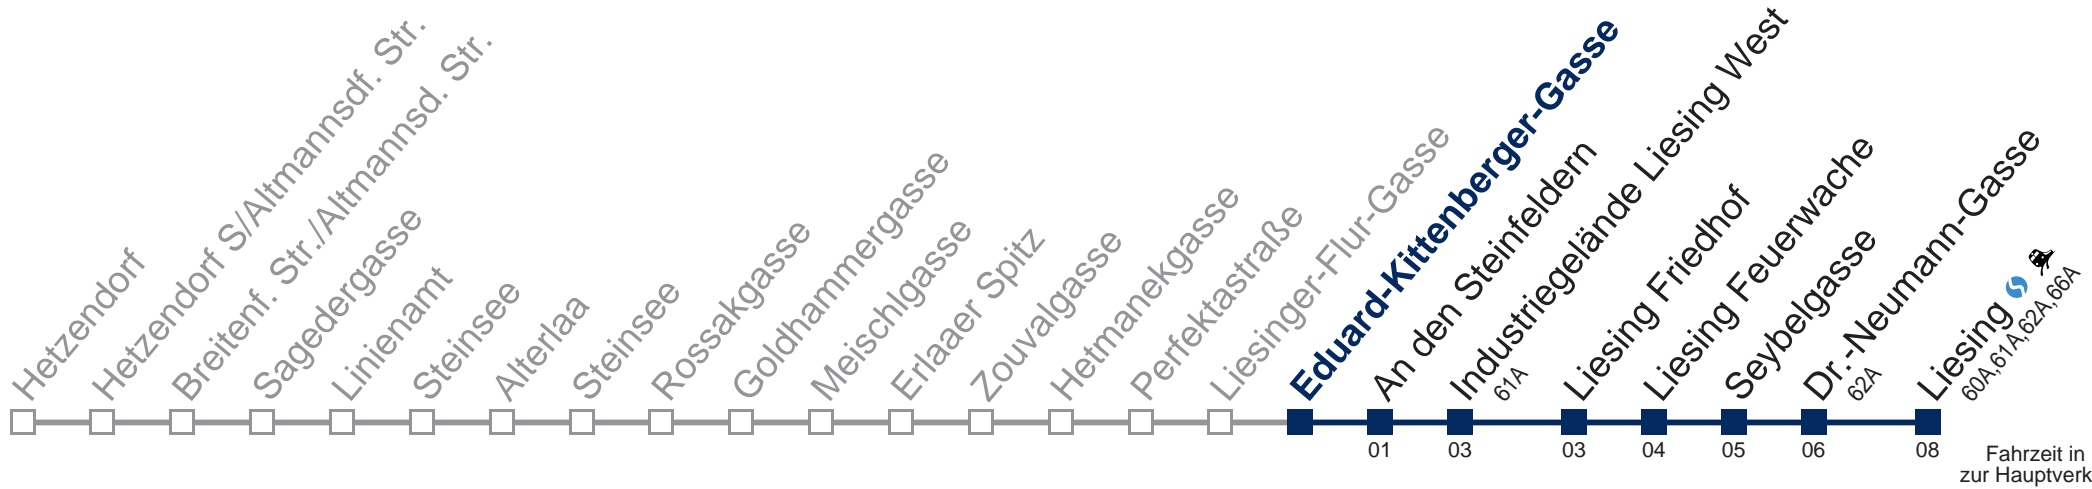 Hetzendorf
Hetzendorf S/Altmannsdf. Str.
Breitenf. Str./Altmannsd. Str.
Sagedergasse
Linienamt
Steinsee
Alterlaa
Steinsee
Rossakgasse
Goldhammergasse
Meischlgasse
Erlaaer Spitz
Zouvalgasse
Hetmanekgasse
Perfektastraße
Liesinger-Flur-Gasse
Eduard-Kittenberger-Gasse
An den Steinfeldern
Industriegelände Liesing West
61A
Liesing Friedhof
Liesing Feuerwache
Seybelgasse
Dr.-Neumann-Gasse
62A
Liesing
60A,61A,62A,66A
01 03 03 04 05 06 08
Fahrzeit in
zur Hauptverk